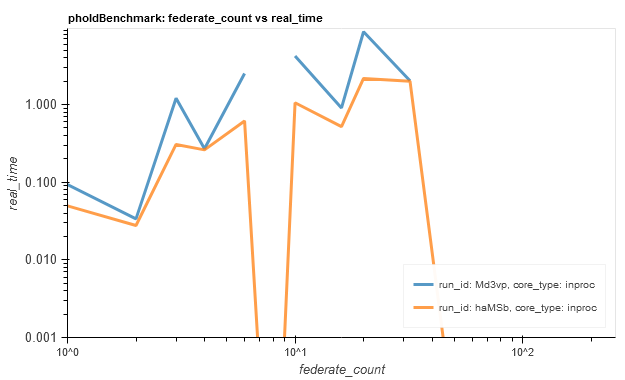 pholdBenchmark: federate_count vs real_time
real_time
1.000
0.100
0.010
0.001
run_id: Md3vp, core_type: inproc
run_id: haMSb, core_type: inproc
10^0
10^1
10^2
federate_count